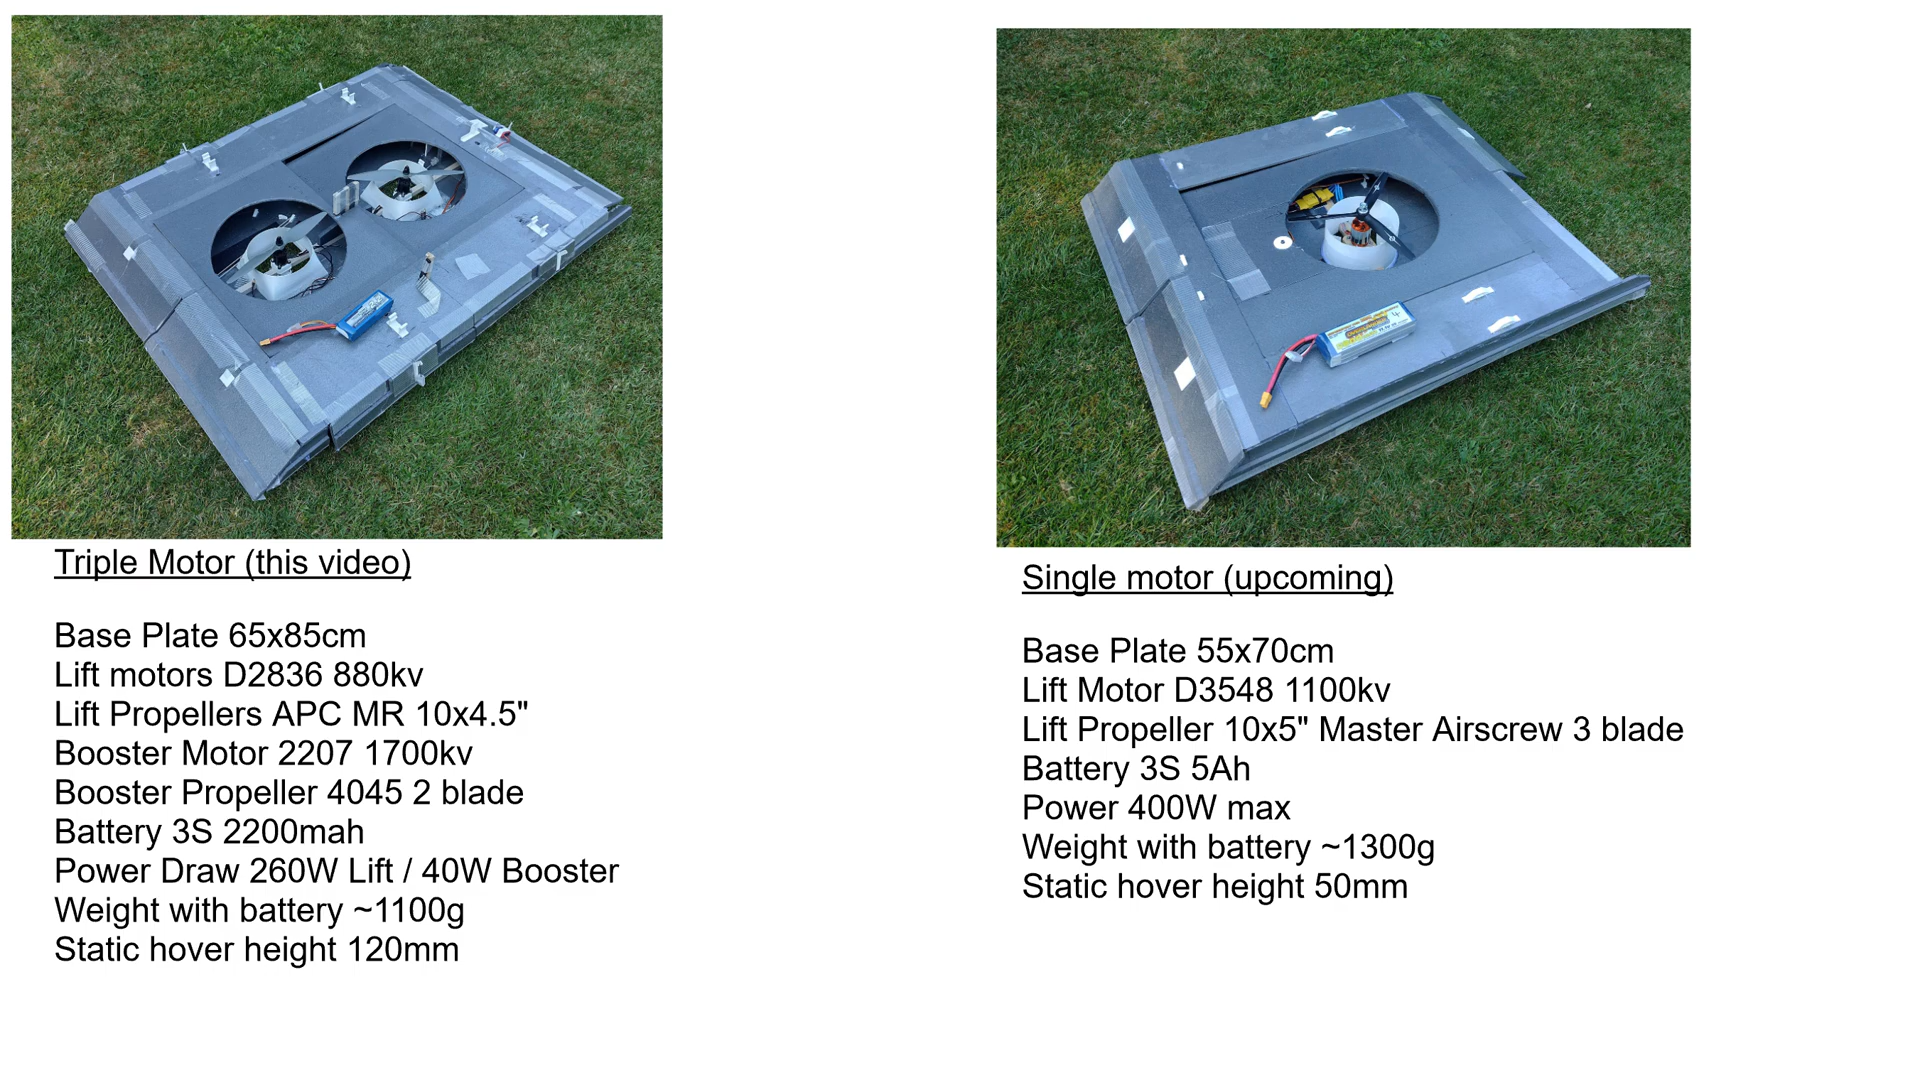 Triple Motor (this video)
Base Plate 65x85cm
Lift motors D2836 880kv
Lift Propellers APC MR 10x4.5"
Booster Motor 2207 1700kv
Booster Propeller 4045 2 blade
Battery 3S 2200mah
Power Draw 260W Lift / 40W Booster
Weight with battery ~1100g
Static hover height 120mm
Single motor (upcoming)
Base Plate 55x70cm
Lift Motor D3548 1100kv
Lift Propeller 10x5" Master Airscrew 3 blade
Battery 3S 5Ah
Power 400W max
Weight with battery ~1300g
Static hover height 50mm